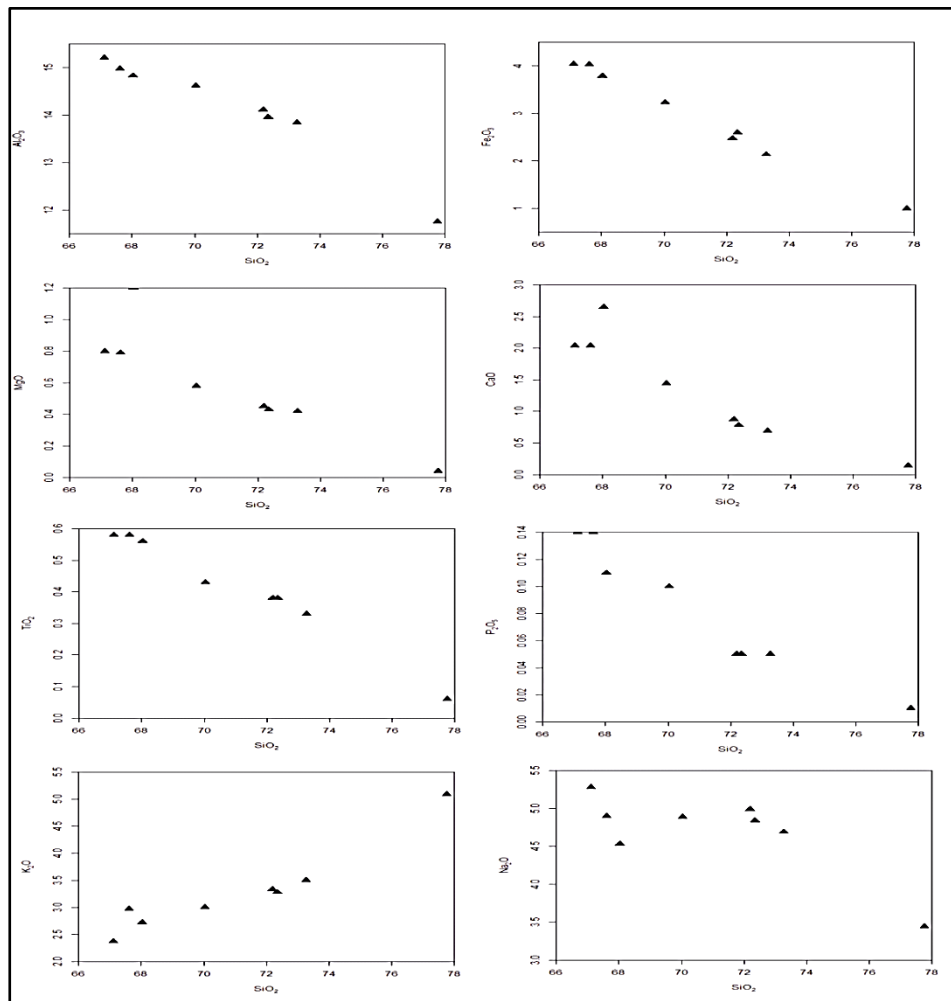 Al₂O₃
15
14
13
12
66 68 70 72 74 76 78
SiO₂
Fe₂O₃
4
3
2
1
66 68 70 72 74 76 78
SiO₂
MgO
1.2
1.0
0.8
0.6
0.4
0.2
0.0
66 68 70 72 74 76 78
SiO₂
CaO
3.0
2.5
2.0
1.5
1.0
0.5
0.0
66 68 70 72 74 76 78
SiO₂
TiO₂
0.6
0.5
0.4
0.3
0.2
0.1
0.0
66 68 70 72 74 76 78
SiO₂
P₂O₅
0.14
0.12
0.10
0.08
0.06
0.04
0.02
0.00
66 68 70 72 74 76 78
SiO₂
K₂O
5.5
5.0
4.5
4.0
3.5
3.0
2.5
2.0
66 68 70 72 74 76 78
SiO₂
Na₂O
5.5
5.0
4.5
4.0
3.5
3.0
66 68 70 72 74 76 78
SiO₂